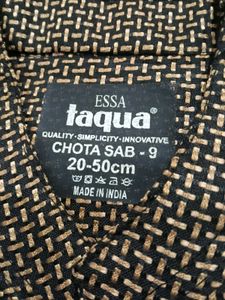 ESSA
taqua®
QUALITY-SIMPLICITY-INNOVATIVE
CHOTA SAB - 9
20-50cm
MADE IN INDIA